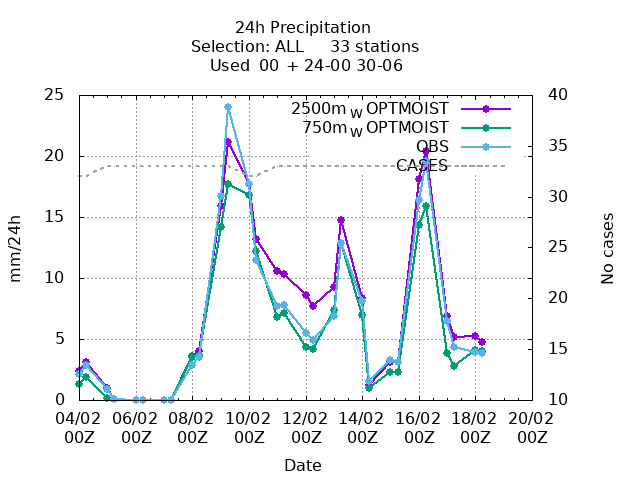 24h Precipitation
Selection: ALL 33 stations
Used 00 + 24-00 30-06
2500m W OPTMOIST
750m W OPTMOIST
OBS
CASES
mm/24h
25
20
15
10
5
0
No cases
40
35
30
25
20
15
10
04/02 06/02 08/02 10/02 12/02 14/02 16/02 18/02 20/02
00Z 00Z 00Z 00Z 00Z 00Z 00Z 00Z 00Z
Date